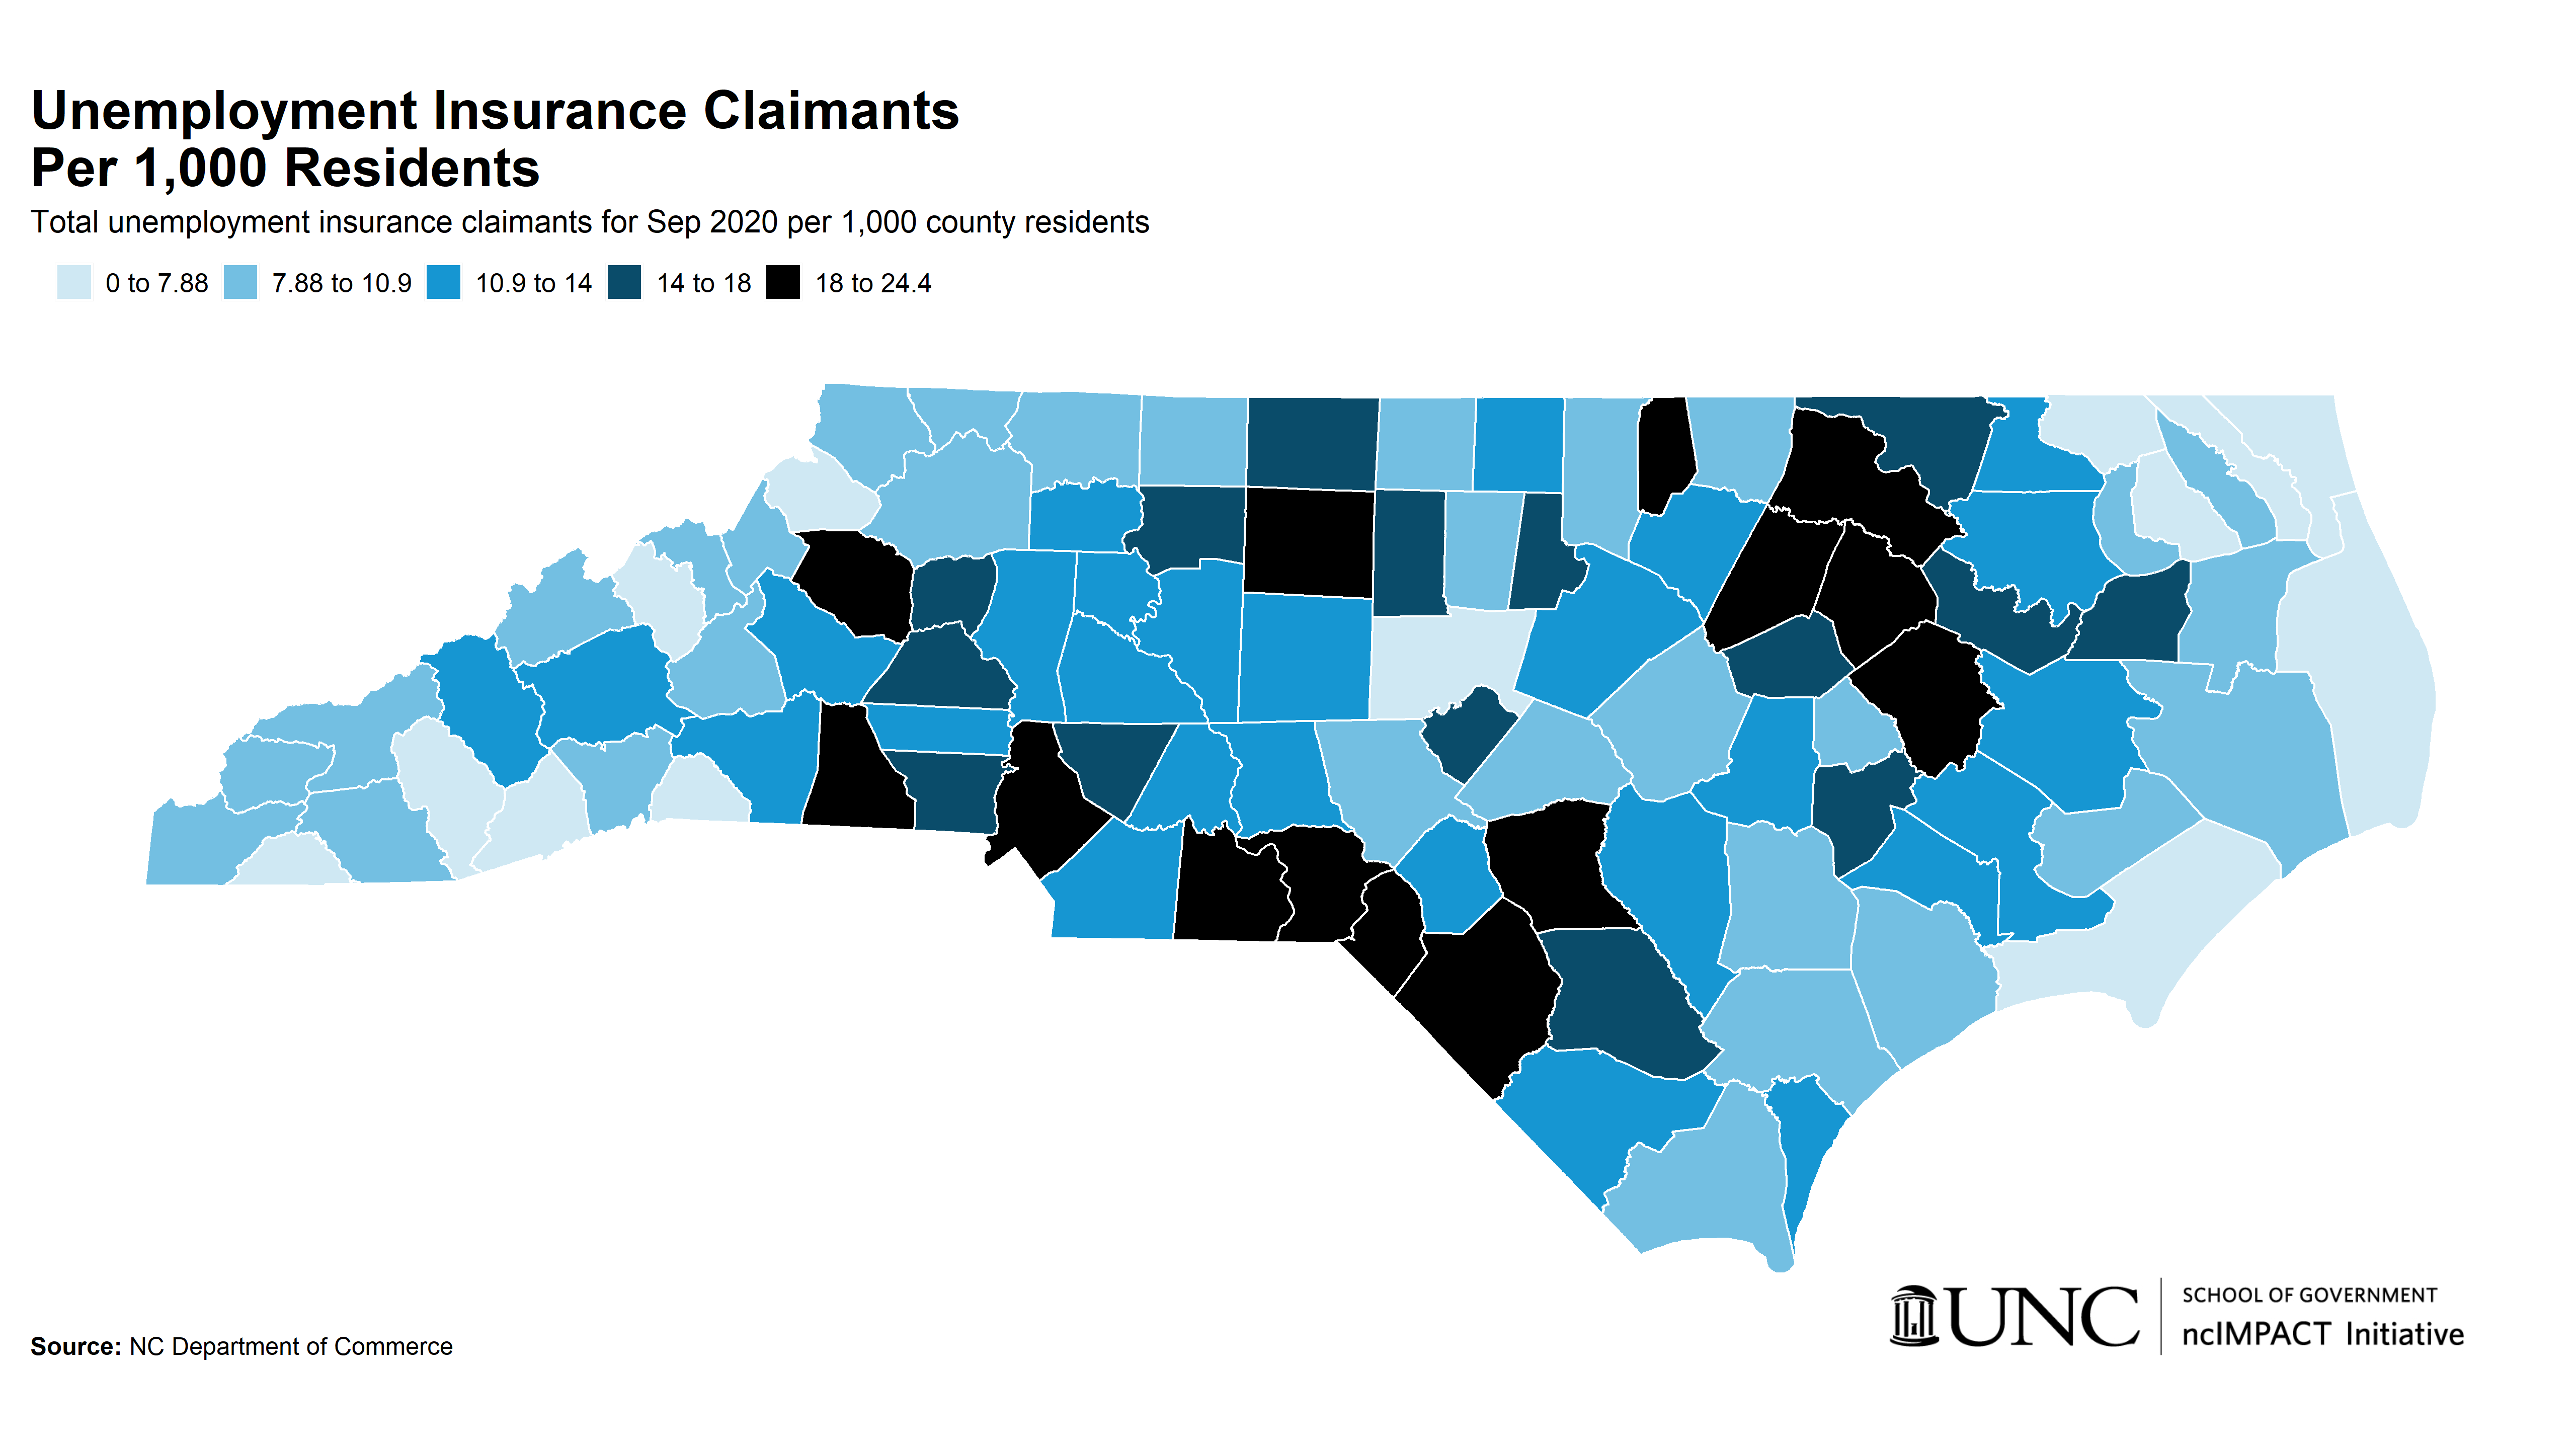 Unemployment Insurance Claimants
Per 1,000 Residents
Total unemployment insurance claimants for Sep 2020 per 1,000 county residents
0 to 7.88 7.88 to 10.9 10.9 to 14 14 to 18 18 to 24.4
UNC SCHOOL OF GOVERNMENT
ncIMPACT Initiative
Source: NC Department of Commerce